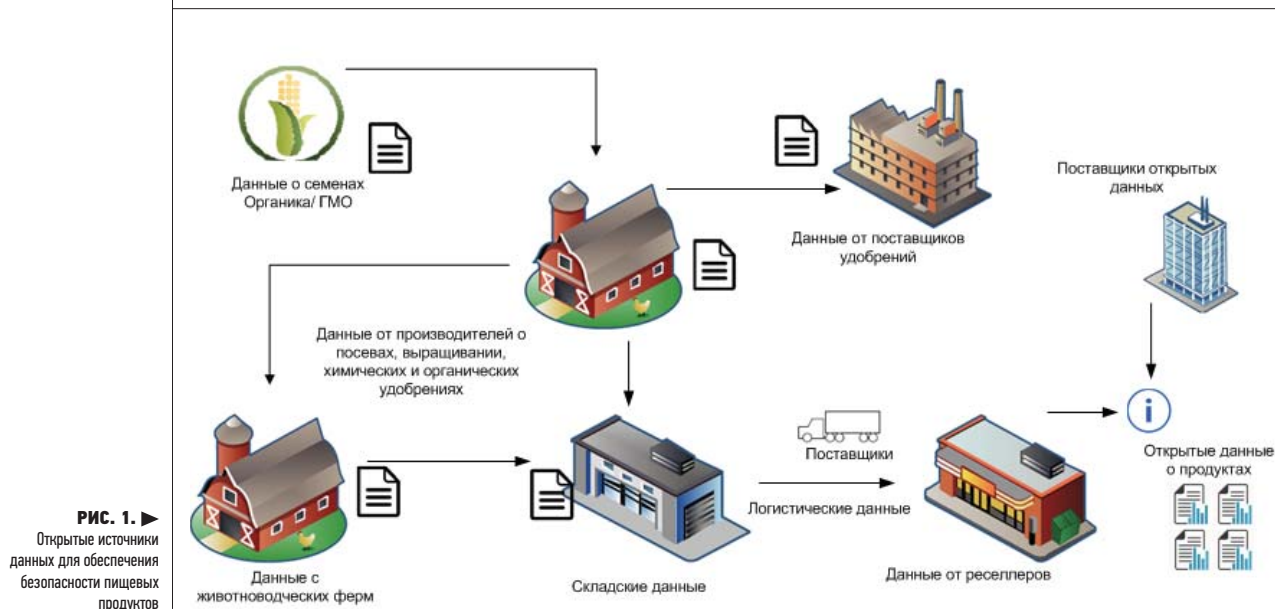 Данные о семенах
Органика/ ГМО
Данные от поставщиков
удобрений
Поставщики открытых
данных
Данные от производителей о
посевах, выращивании,
химических и органических
удобрениях
Поставщики
Логистические данные
Открытые данные
о продуктах
Данные с
животноводческих ферм
Складские данные
Данные от реселлеров
i
РИС. 1. ►
Открытые источники
данных для обеспечения
безопасности пищевых
продуктов